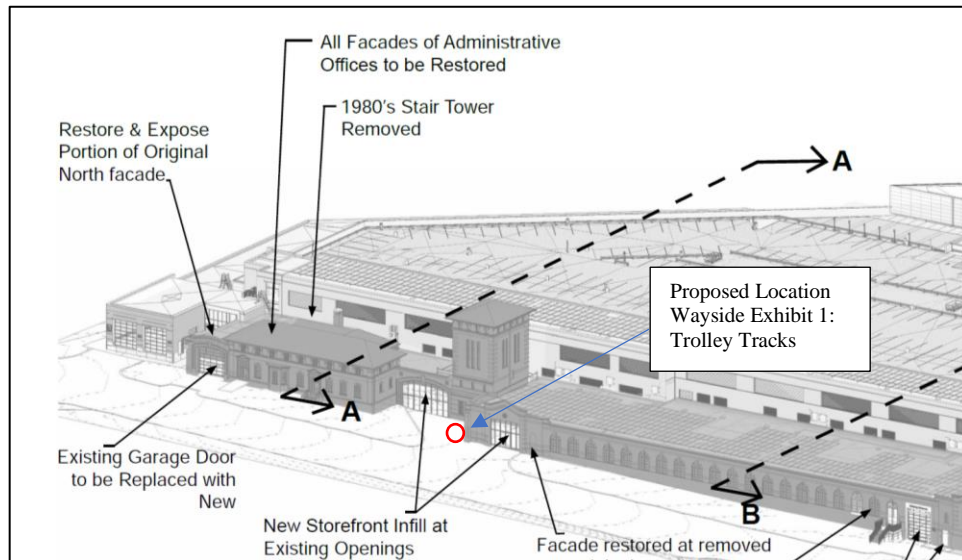 All Facades of Administrative
Offices to be Restored
1980's Stair Tower
Removed
Restore & Expose
Portion of Original
North facade
A
Proposed Location
Wayside Exhibit 1:
Trolley Tracks
A
Existing Garage Door
to be Replaced with
New
B
New Storefront Infill at
Existing Openings
Facade restored at removed